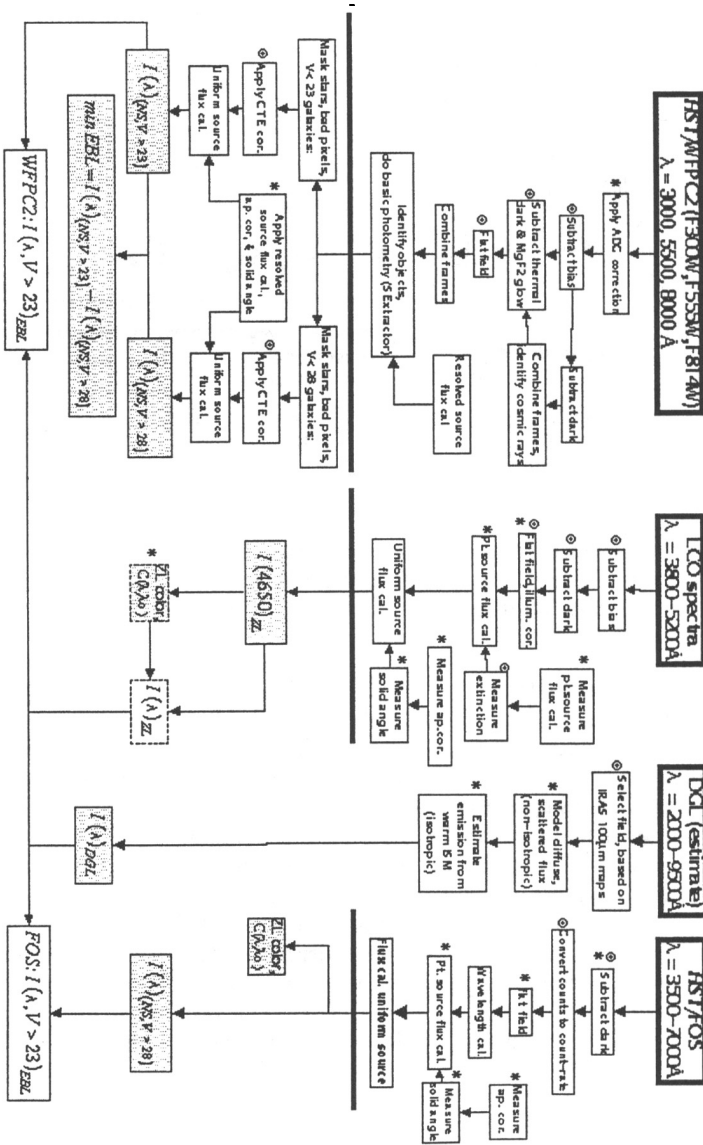 HST/WFPC2 (F300W, F555W, F814W)
λ = 3000, 5500, 8000 Å
* Apply ADC correction
⊕ Subtract bias
Subtract dark
⊕ Subtract thermal
dark & MgF2 glow
Combine frames,
identify cosmic rays
⊕ Flat field
Combine frames
Resolved source
flux cal
Identify objects,
do basic photometry (S Extractor)
Mask stars, bad pixels,
V< 23 galaxies:
Mask stars, bad pixels,
V< 28 galaxies:
⊕ Apply CTE cor.
⊕ Apply CTE cor.
* Apply resolved
source flux cal.,
ap. cor, & solid angle
Uniform source
flux cal.
Uniform source
flux cal.
I (λ)(NS,V > 23)
I (λ)(NS,V > 28)
minEBL = I (λ)(NS,V > 23) − I (λ)(NS,V > 28)
WFPC2: I (λ, V > 23)EBL
LCO spectra
λ = 3800–5200Å
⊕ Subtract bias
⊕ Subtract dark
⊕ Flat field, illum. cor.
*
* Measure
pt.source
flux cal.
* Pt.source flux cal.
⊕ Measure
extinction
Uniform source
flux cal.
* Measure ap.cor.
* Measure
solid angle
I (4650)ZL
* ZL color,
C(λ,λ0)
I (λ)ZL
DGL (estimate)
λ = 2000–9500Å
⊕ Select field, based on
IRAS 100μm maps
* Model diffuse,
scattered flux
(non-isotropic)
* Estimate
emission from
warm ISM
(isotropic)
I (λ)DGL
HST/FOS
λ = 3500–7000Å
⊕ * Subtract dark
⊕ Convert counts to count-rate
* Flat field
Wavelength cal.
* Pt. source flux cal.
* Measure
ap. cor.
* Measure
solid angle
Flux cal. uniform source
ZL color,
C(λ,λ0)
I (λ)(NS,V > 28)
FOS: I (λ, V > 23)EBL